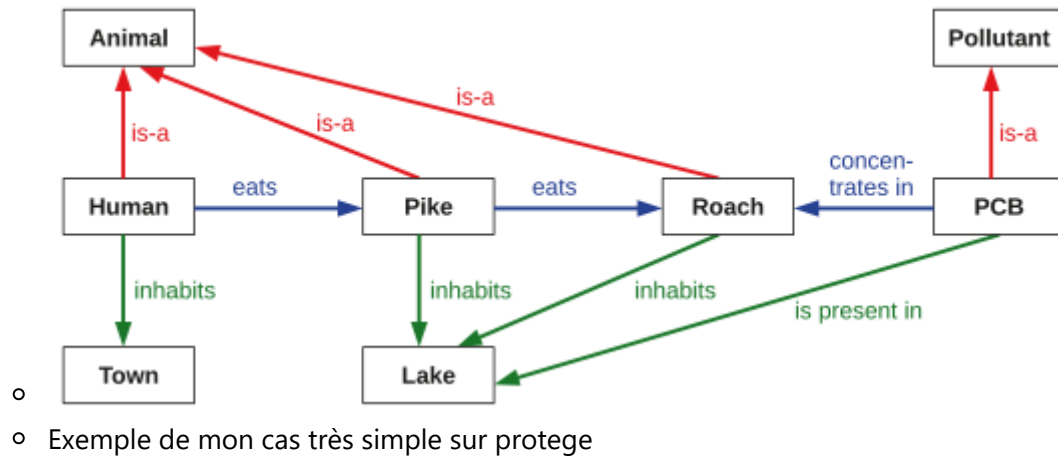 Animal
Pollutant
is-a
is-a
is-a
is-a
concen-
trates in
eats
eats
Human
Pike
Roach
PCB
inhabits
inhabits
inhabits
is present in
Town
Lake
Exemple de mon cas très simple sur protege